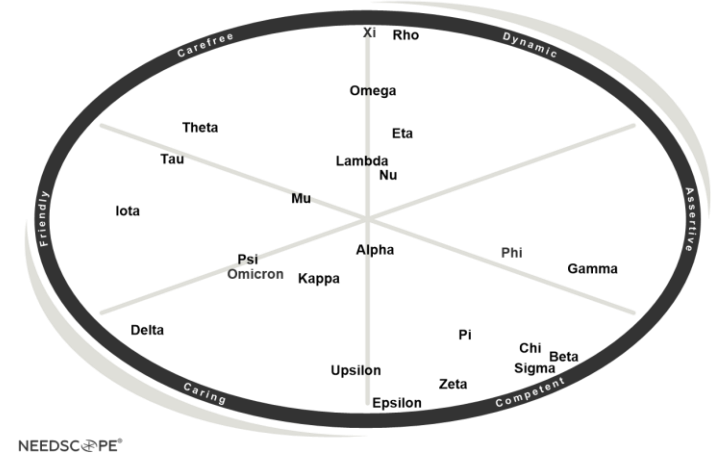 Xi
Rho
Carefree
Dynamic
Omega
Theta
Eta
Tau
Lambda
Nu
Mu
Iota
Friendly
Assertive
Alpha
Phi
Psi
Gamma
Omicron
Kappa
Delta
Pi
Chi
Beta
Sigma
Upsilon
Zeta
Caring
Competent
Epsilon
NEEDSCOPE®